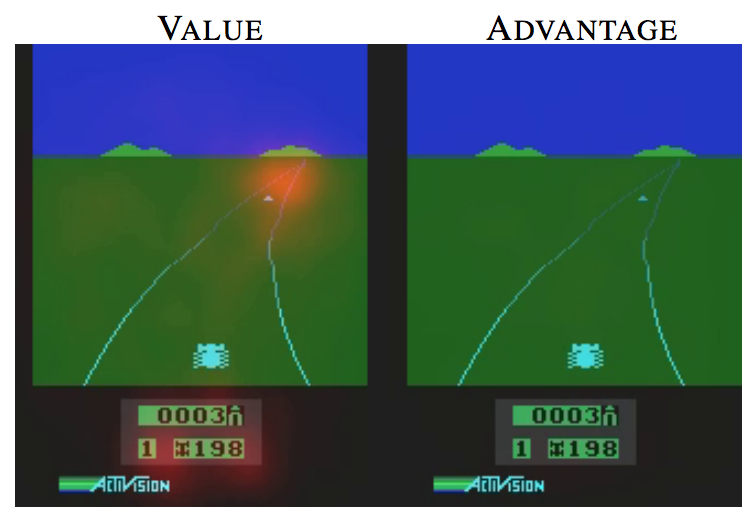 VALUE
ADVANTAGE
0003
1 198
ACTIVISION
0003
1 198
ACTIVISION